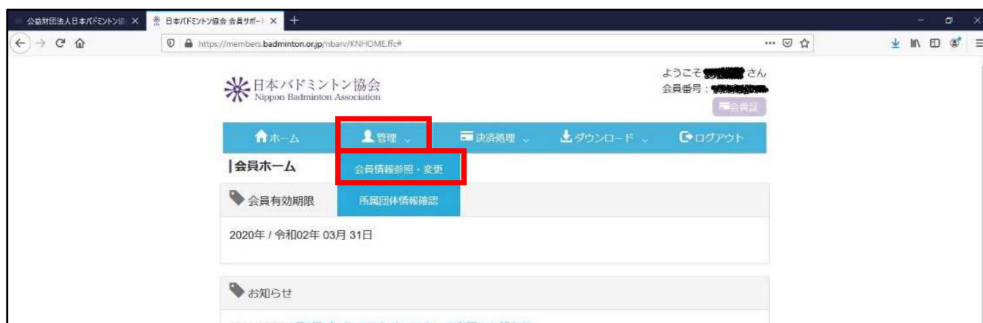 公益財団法人日本バドミントン協
日本バドミントン協会 会員サポート
https://members.badminton.or.jp/nbarv/KNHOME.ffc#
日本バドミントン協会
Nippon Badminton Association
ようこそ さん
会員番号:
会員証
ホーム 管理 決済処理 ダウンロード ログアウト
会員ホーム
会員情報参照・変更
会員有効期限
所属団体情報確認
2020年 / 令和02年 03月 31日
お知らせ